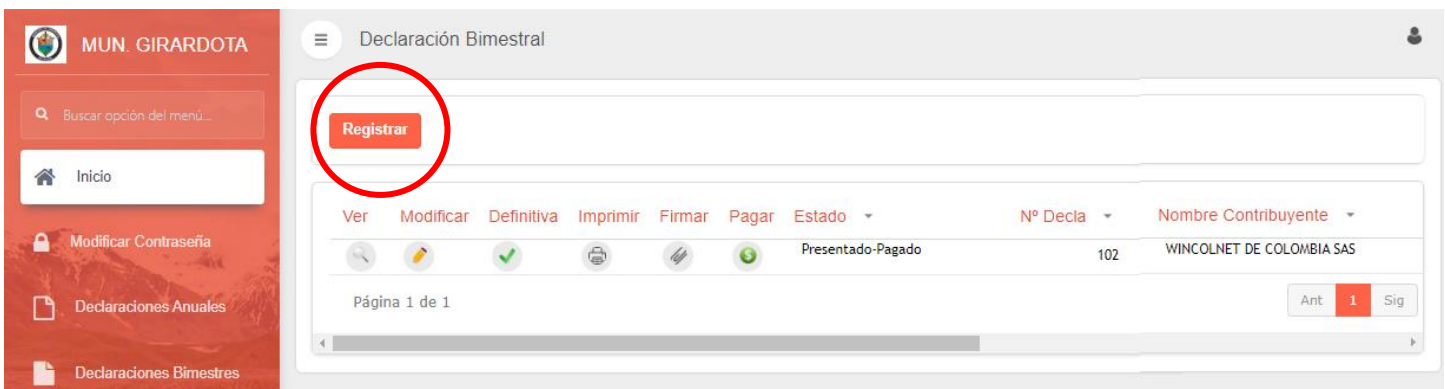 MUN. GIRARDOTA
Buscar opción del menú...
Inicio
Modificar Contraseña
Declaraciones Anuales
Declaraciones Bimestres
Declaración Bimestral
Registrar
Ver Modificar Definitiva Imprimir Firmar Pagar Estado Nº Decla Nombre Contribuyente
Presentado-Pagado 102 WINCOLNET DE COLOMBIA SAS
Página 1 de 1
Ant 1 Sig